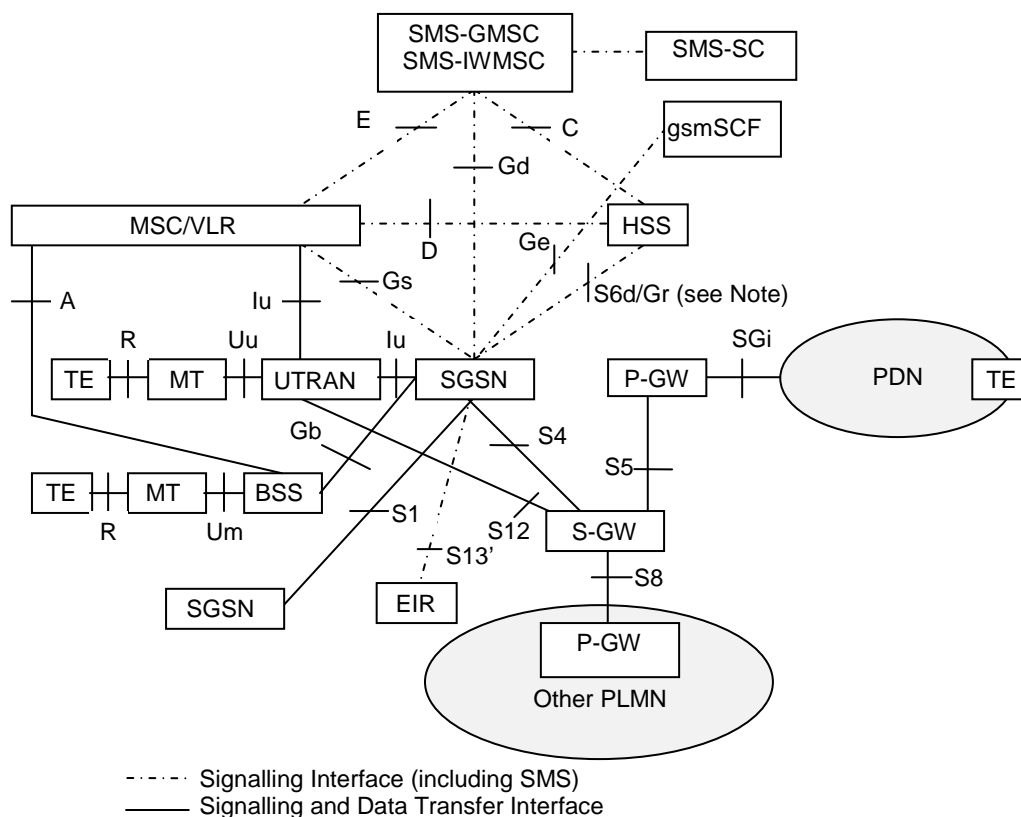 SMS-GMSC
SMS-IWMSC
SMS-SC
gsmSCF
E
C
Gd
MSC/VLR
HSS
D
Ge
Gs
S6d/Gr (see Note)
A
Iu
SGi
R
Uu
Iu
TE
MT
UTRAN
SGSN
P-GW
PDN
TE
Gb
S4
S5
TE
MT
BSS
R
Um
S1
S12
S-GW
S13’
S8
SGSN
EIR
P-GW
Other PLMN
Signalling Interface (including SMS)
Signalling and Data Transfer Interface